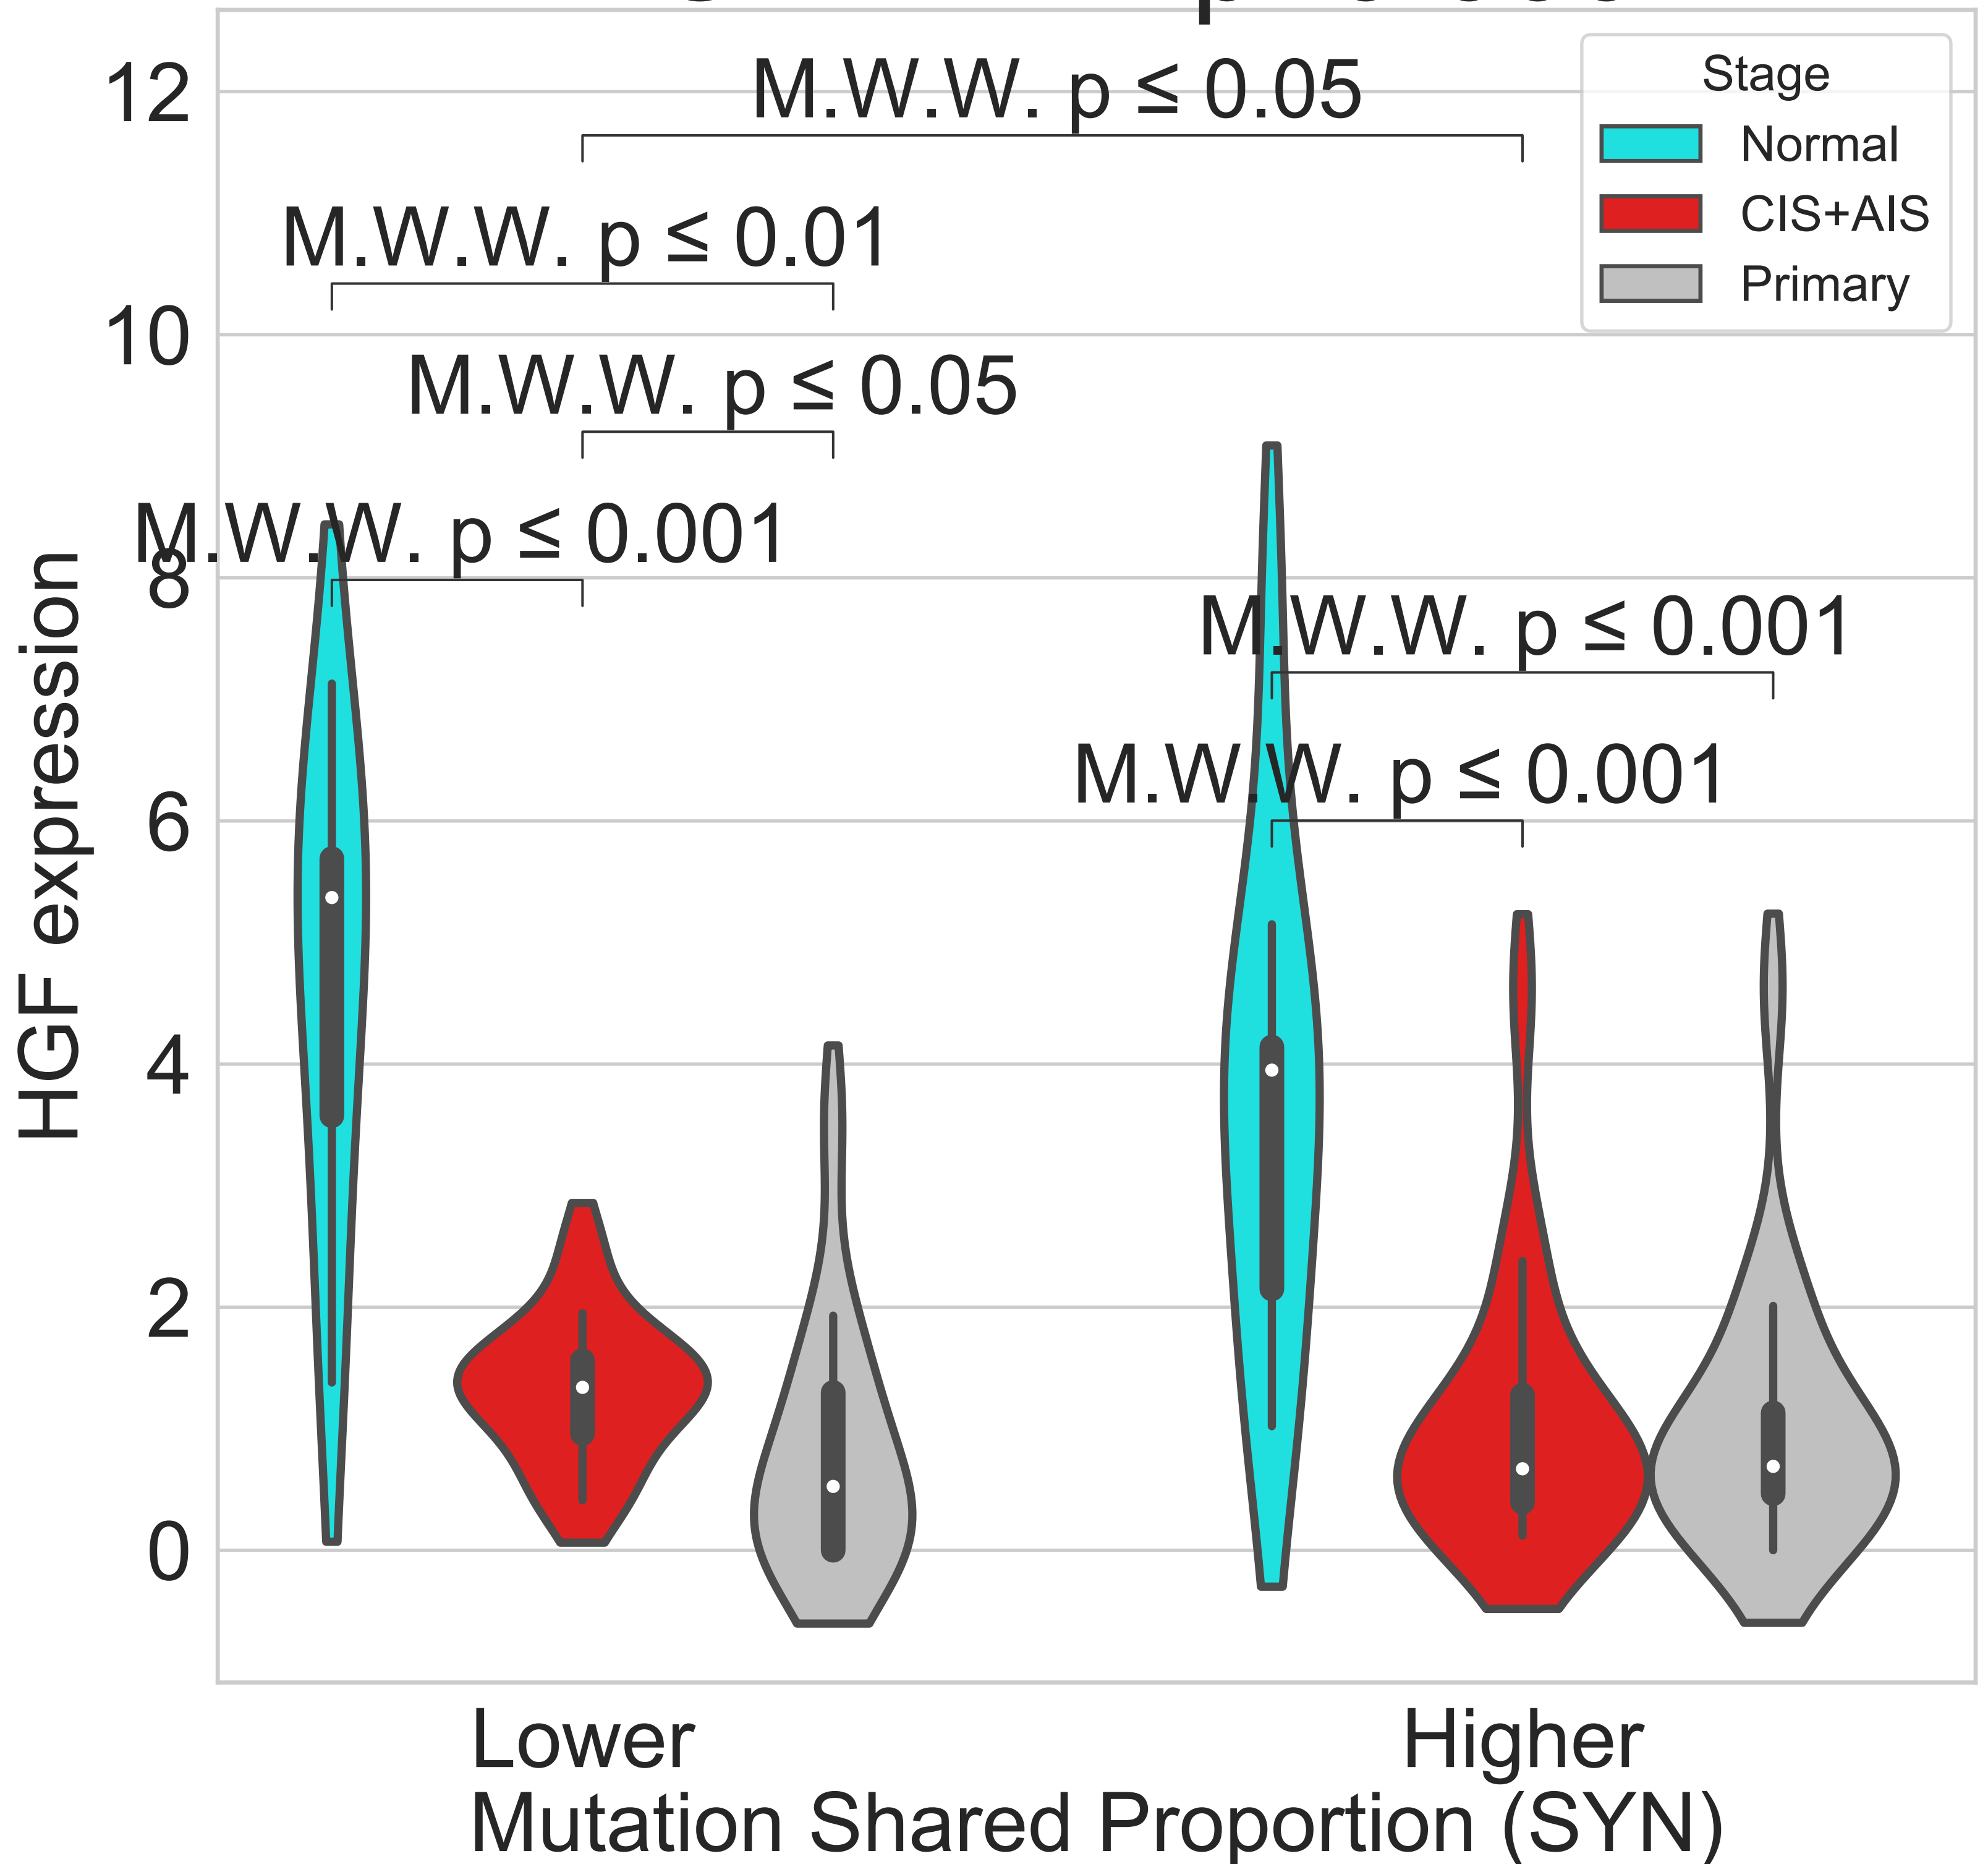 12
10
8
6
4
2
0
HGF expression
M.W.W. p ≤ 0.05
M.W.W. p ≤ 0.01
M.W.W. p ≤ 0.05
M.W.W. p ≤ 0.001
M.W.W. p ≤ 0.001
M.W.W. p ≤ 0.001
Stage
Normal
CIS+AIS
Primary
Lower
Higher
Mutation Shared Proportion (SYN)